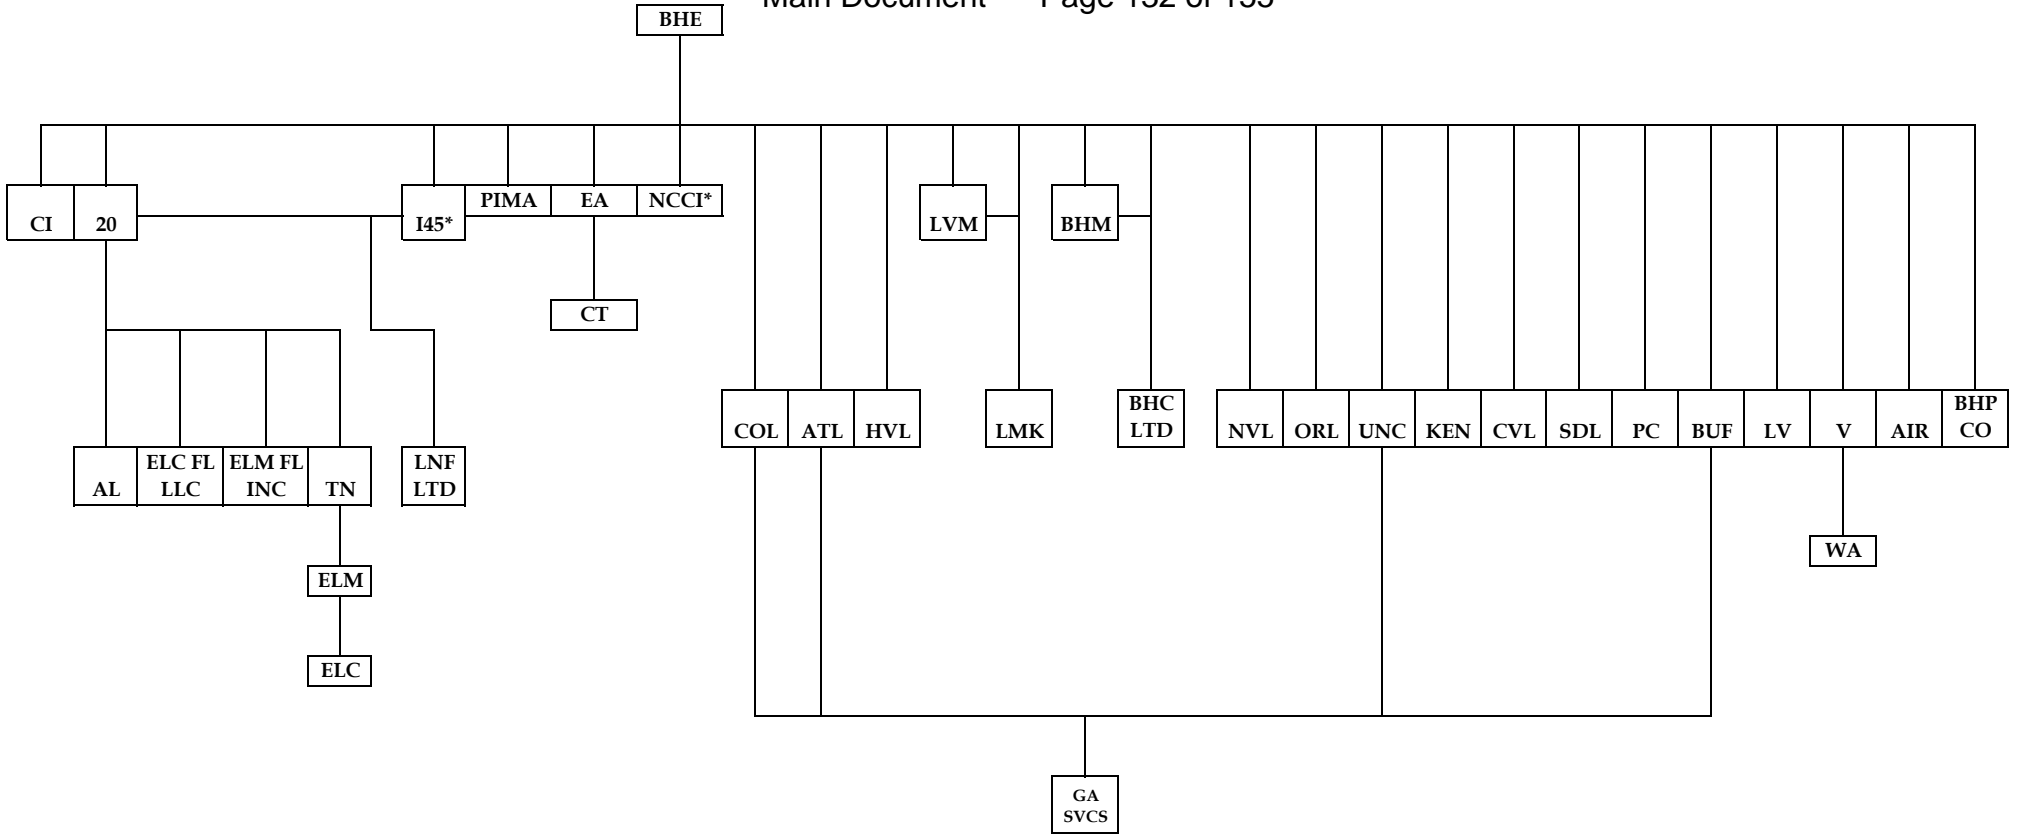 Main Document Page 132 of 155
BHE
CI
20
I45*
PIMA
EA
NCCI*
LVM
BHM
CT
COL
ATL
HVL
LMK
BHC
LTD
NVL
ORL
UNC
KEN
CVL
SDL
PC
BUF
LV
V
AIR
BHP
CO
AL
ELC FL
LLC
ELM FL
INC
TN
LNF
LTD
WA
ELM
ELC
GA
SVCS